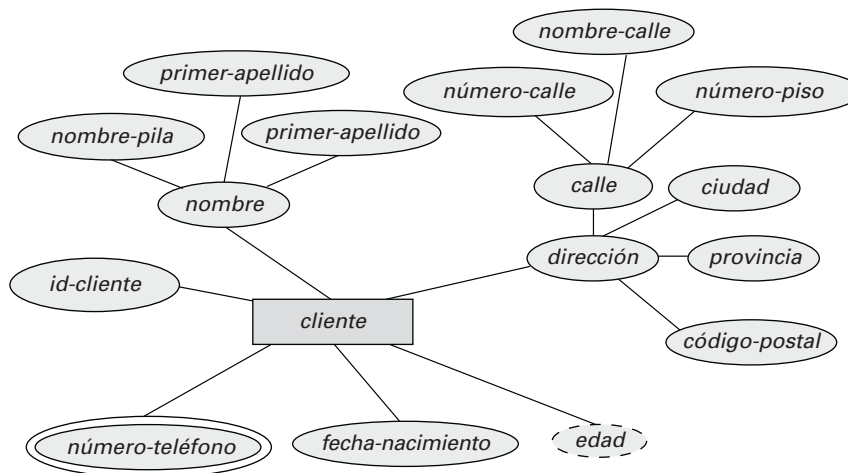 nombre-calle
primer-apellido
número-calle
número-piso
nombre-pila
primer-apellido
calle
ciudad
nombre
dirección
provincia
id-cliente
cliente
código-postal
número-teléfono
fecha-nacimiento
edad